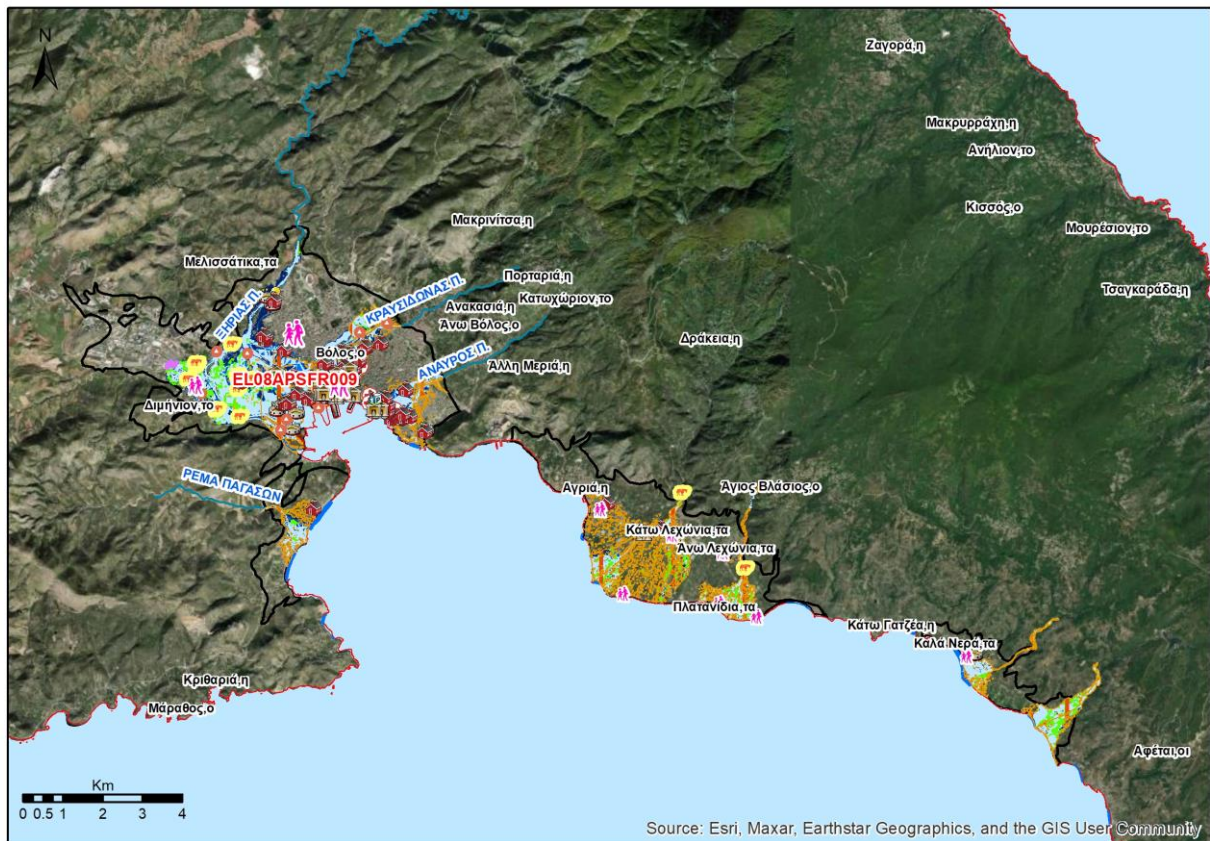 N
Ζαγορά,η
Μακρυρράχη,η
Ανήλιον,το
Κισσός,ο
Μουρέσιον,το
Τσαγκαράδα,η
Μακρινίτσα,η
Μελισσάτικα,τα
Πορταριά,η
Κατωχώριον,το
Ανακασιά,η
Άνω Βόλος,ο
ΞΗΡΙΑΣ Π.
ΚΡΑΥΣΙΔΩΝΑΣ Π.
Δράκεια,η
Βόλος,ο
ΑΝΑΥΡΟΣ Π.
Άλλη Μεριά,η
EL08APSFR009
Διμήνιον,το
ΡΕΜΑ ΠΑΓΑΣΩΝ
Αγριά,η
Άγιος Βλάσιος,ο
Κάτω Λεχώνια,τα
Άνω Λεχώνια,τα
Πλατανίδια,τα
Κάτω Γατζέα,η
Καλά Νερά,τα
Κριθαριά,η
Μάραθος,ο
Αφέται,οι
Km
0 0.5 1 2 3 4
Source: Esri, Maxar, Earthstar Geographics, and the GIS User Community